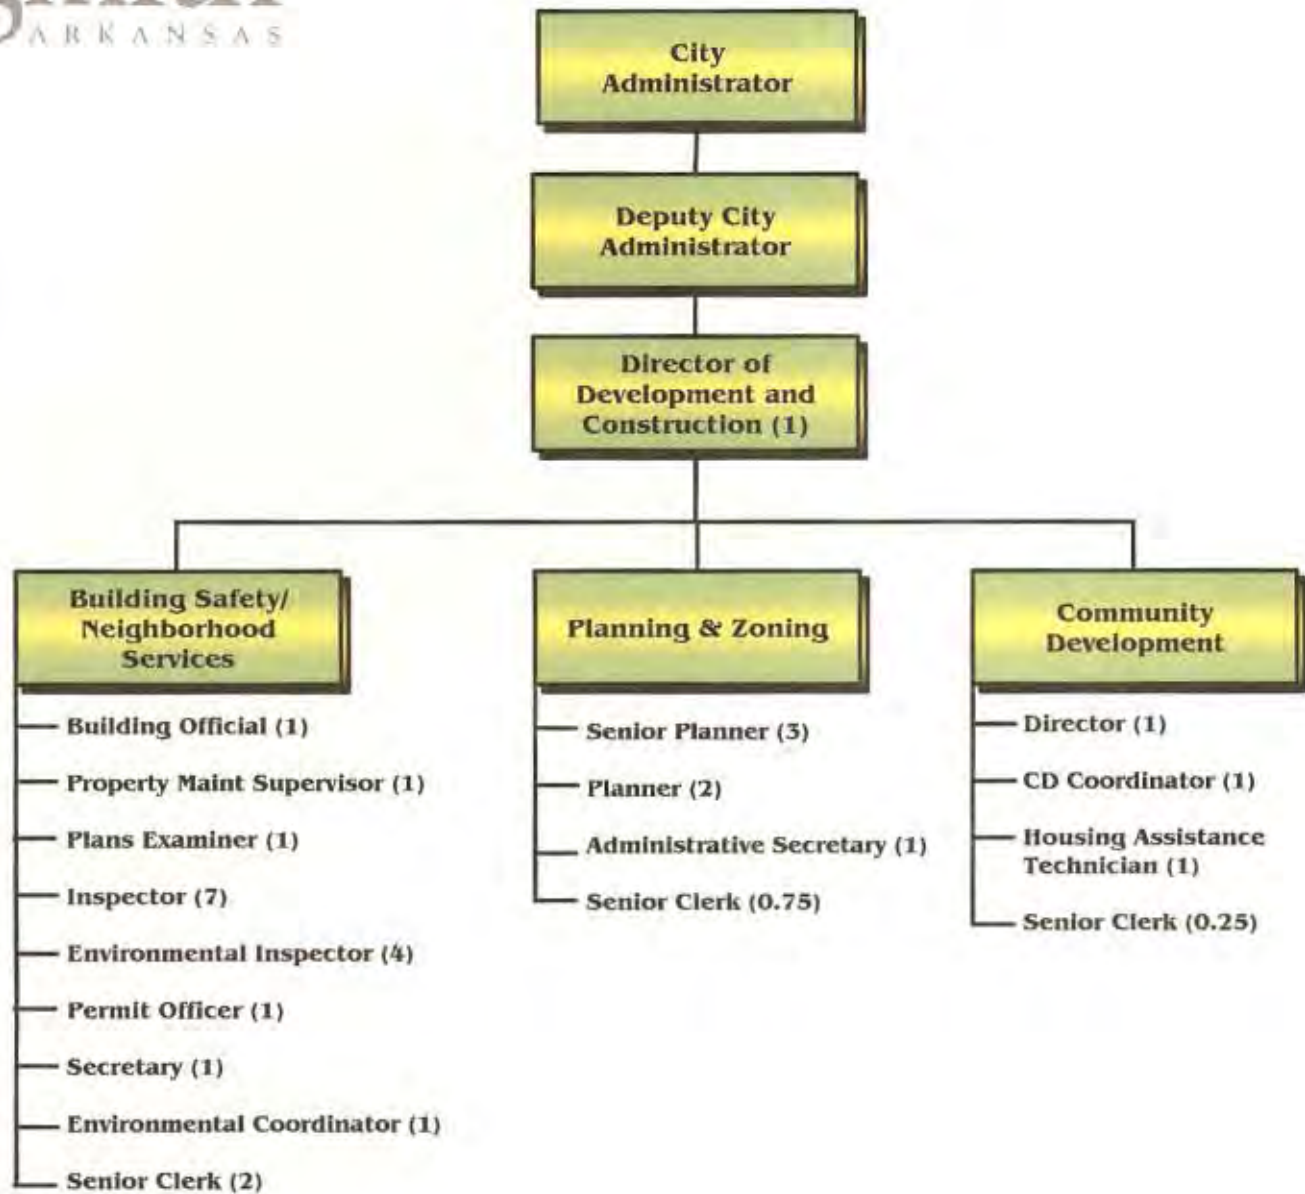 ARKANSAS
City
Administrator
Deputy City
Administrator
Director of
Development and
Construction (1)
Building Safety/
Neighborhood
Services
Building Official (1)
Property Maint Supervisor (1)
Plans Examiner (1)
Inspector (7)
Environmental Inspector (4)
Permit Officer (1)
Secretary (1)
Environmental Coordinator (1)
Senior Clerk (2)
Planning & Zoning
Senior Planner (3)
Planner (2)
Administrative Secretary (1)
Senior Clerk (0.75)
Community
Development
Director (1)
CD Coordinator (1)
Housing Assistance
Technician (1)
Senior Clerk (0.25)